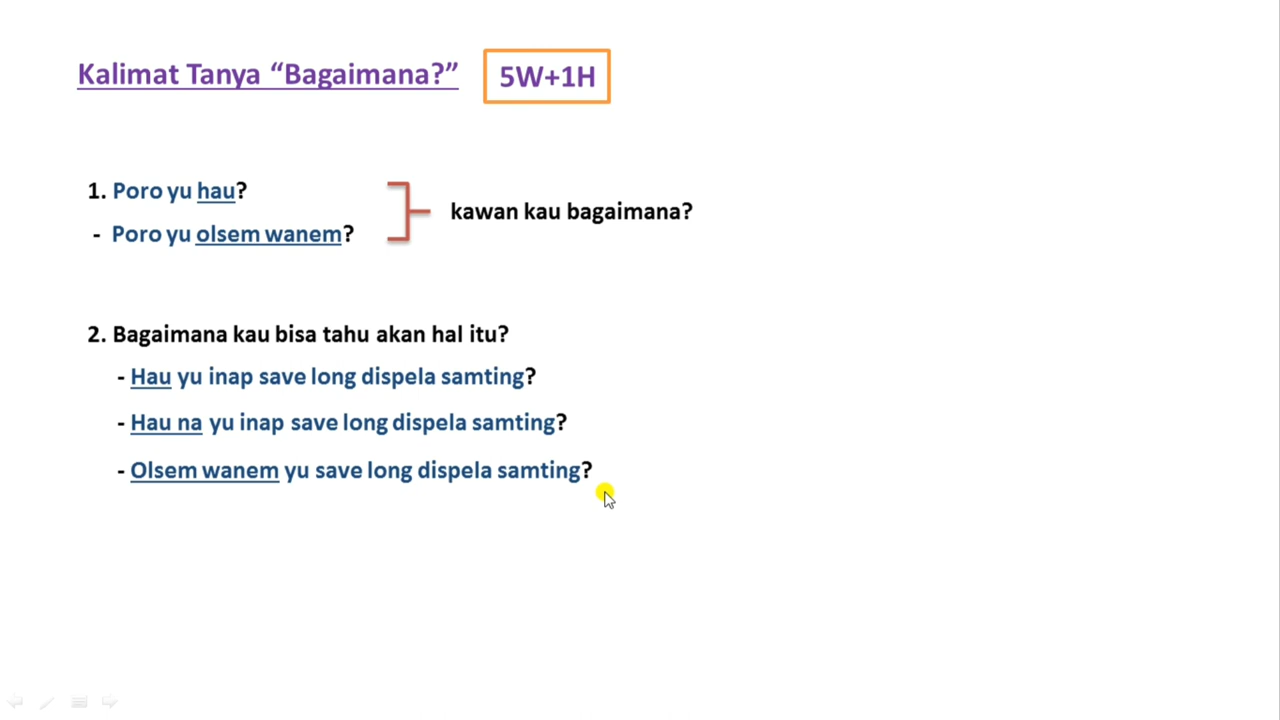 Kalimat Tanya “Bagaimana?” 5W+1H
1. Poro yu hau?
- Poro yu olsem wanem?
kawan kau bagaimana?
2. Bagaimana kau bisa tahu akan hal itu?
- Hau yu inap save long dispela samting?
- Hau na yu inap save long dispela samting?
- Olsem wanem yu save long dispela samting?